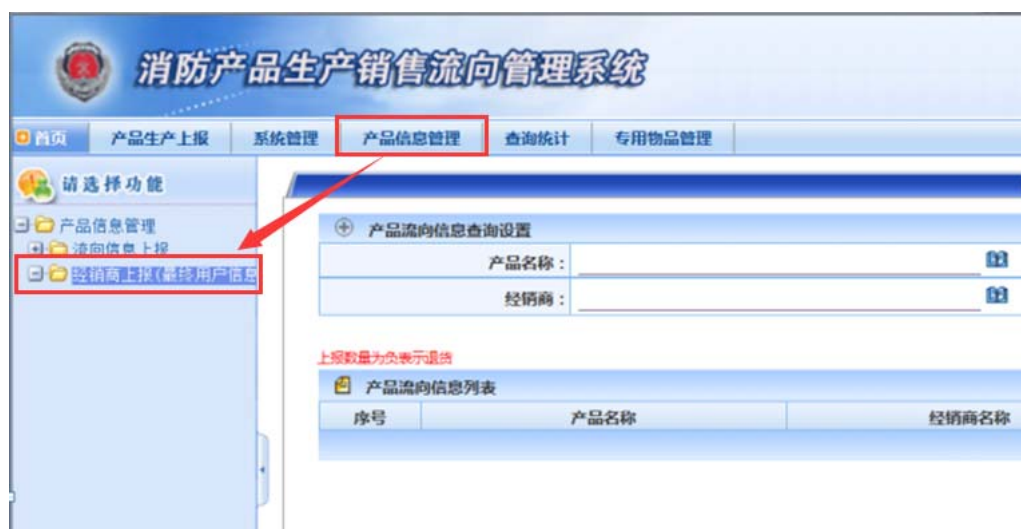 消防产品生产销售流向管理系统
首页 产品生产上报 系统管理 产品信息管理 查询统计 专用物品管理
请选择功能
产品信息管理
流向信息上报
经销商上报(最终用户信息
产品流向信息查询设置
产品名称：
经销商：
上报数量为负表示退货
产品流向信息列表
序号 产品名称 经销商名称